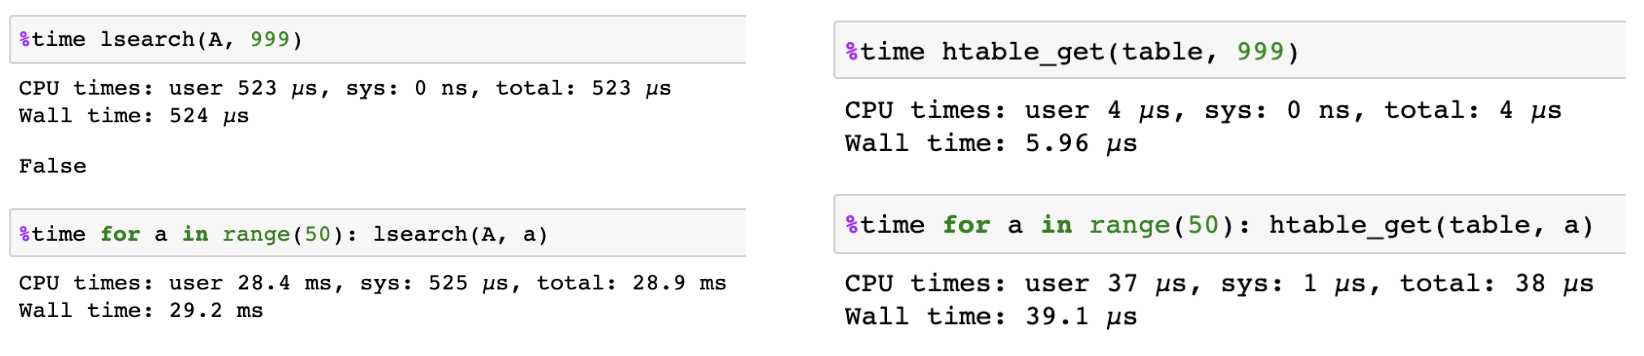 %time lsearch(A, 999)
CPU times: user 523 µs, sys: 0 ns, total: 523 µs
Wall time: 524 µs
False
%time for a in range(50): lsearch(A, a)
CPU times: user 28.4 ms, sys: 525 µs, total: 28.9 ms
Wall time: 29.2 ms
%time htable_get(table, 999)
CPU times: user 4 µs, sys: 0 ns, total: 4 µs
Wall time: 5.96 µs
%time for a in range(50): htable_get(table, a)
CPU times: user 37 µs, sys: 1 µs, total: 38 µs
Wall time: 39.1 µs